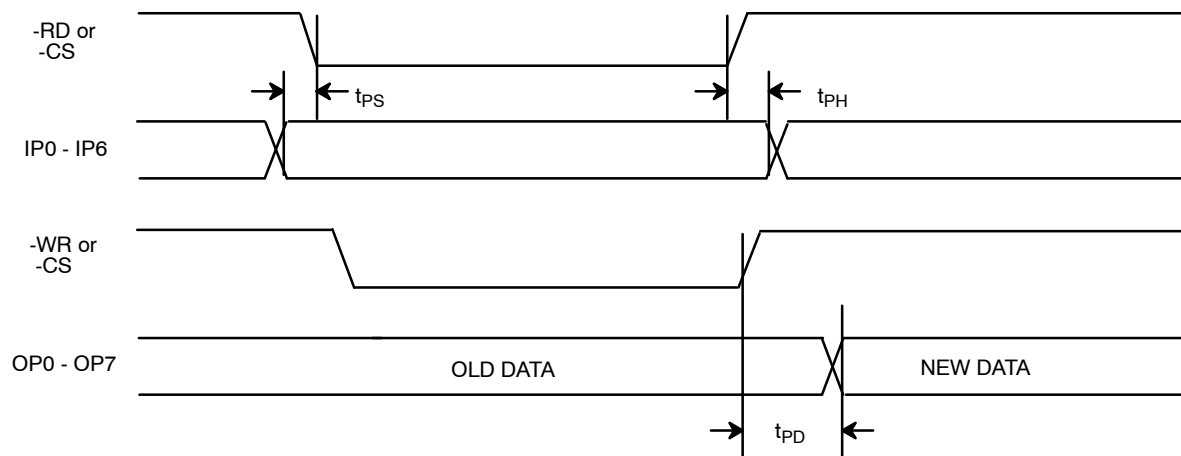 -RD or
-CS
tPS
tPH
IP0 - IP6
-WR or
-CS
OP0 - OP7
OLD DATA
NEW DATA
tPD